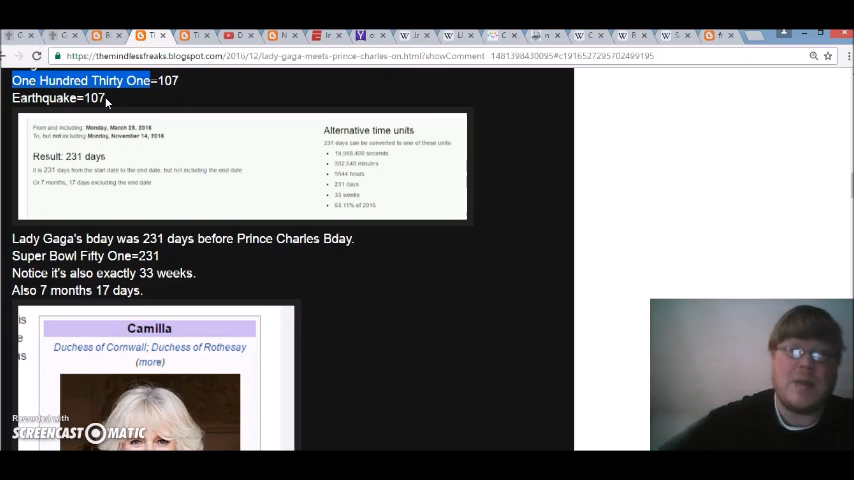 https://themindlessfreaks.blogspot.com/2016/12/lady-gaga-meets-prince-charles-on.html?showComment=1481398430095#c1916527295702499195
One Hundred Thirty One=107
Earthquake=107
From and including: Monday, March 28, 2016
To, but not including Monday, November 14, 2016
Result: 231 days
It is 231 days from the start date to the end date, but not including the end date
Or 7 months, 17 days excluding the end date
Alternative time units
231 days can be converted to one of these units:
19,958,400 seconds
332,640 minutes
5544 hours
231 days
33 weeks
63.11% of 2016
Lady Gaga's bday was 231 days before Prince Charles Bday.
Super Bowl Fifty One=231
Notice it's also exactly 33 weeks.
Also 7 months 17 days.
is
e
as
Camilla
Duchess of Cornwall; Duchess of Rothesay
(more)
Recorded with
SCREENCAST MATIC